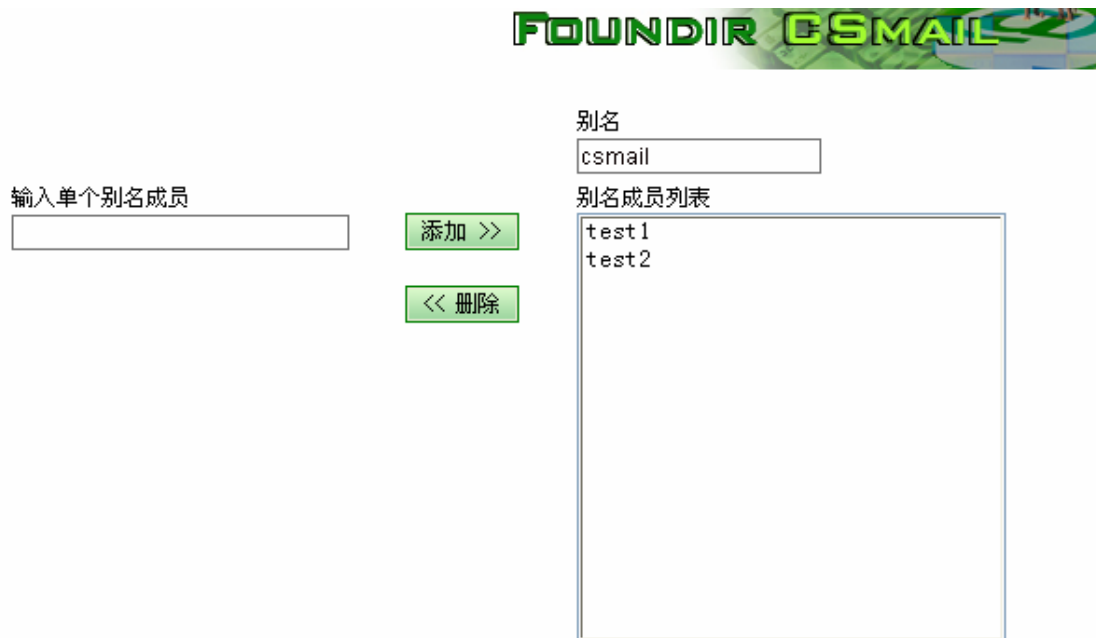 FOUNDIR CSMAIL
别名
csmail
输入单个别名成员
别名成员列表
添加 >>
test1
test2
<< 删除